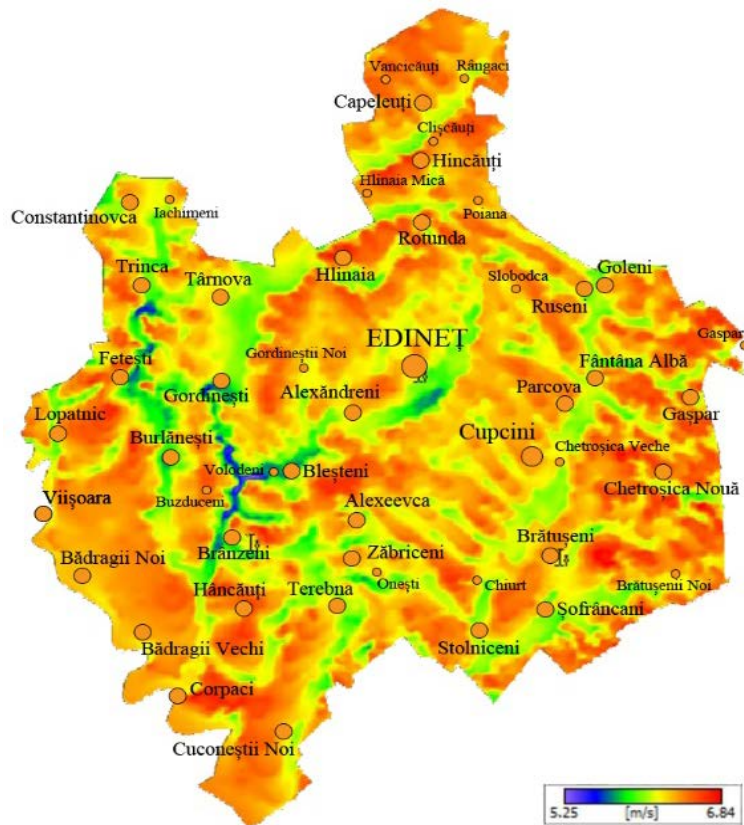 Vancicăuți
Rângaci
Capeleuți
Clișcăuți
Hincăuți
Hlinaia Mică
Constantinovca
Iachimeni
Poiana
Rotunda
Trinca
Târnova
Hlinaia
Slobodca
Goleni
Ruseni
EDINEȚ
Gaspar
Fetești
Gordineștii Noi
Fântâna Albă
Gordinești
Alexăndreni
Parcova
Gașpar
Lopatnic
Burlănești
Cupcini
Chetroșica Veche
Volodeni
Bleșteni
Chetroșica Nouă
Buzduceni
Viișoara
Alexeevca
Brânzeni
Brătușeni
Bădragii Noi
Zăbriceni
Onești
Chiurt
Brătușenii Noi
Hâncăuți
Terebna
Șofrâncani
Bădragii Vechi
Stolniceni
Corpaci
Cuconeștii Noi
5.25 [m/s] 6.84